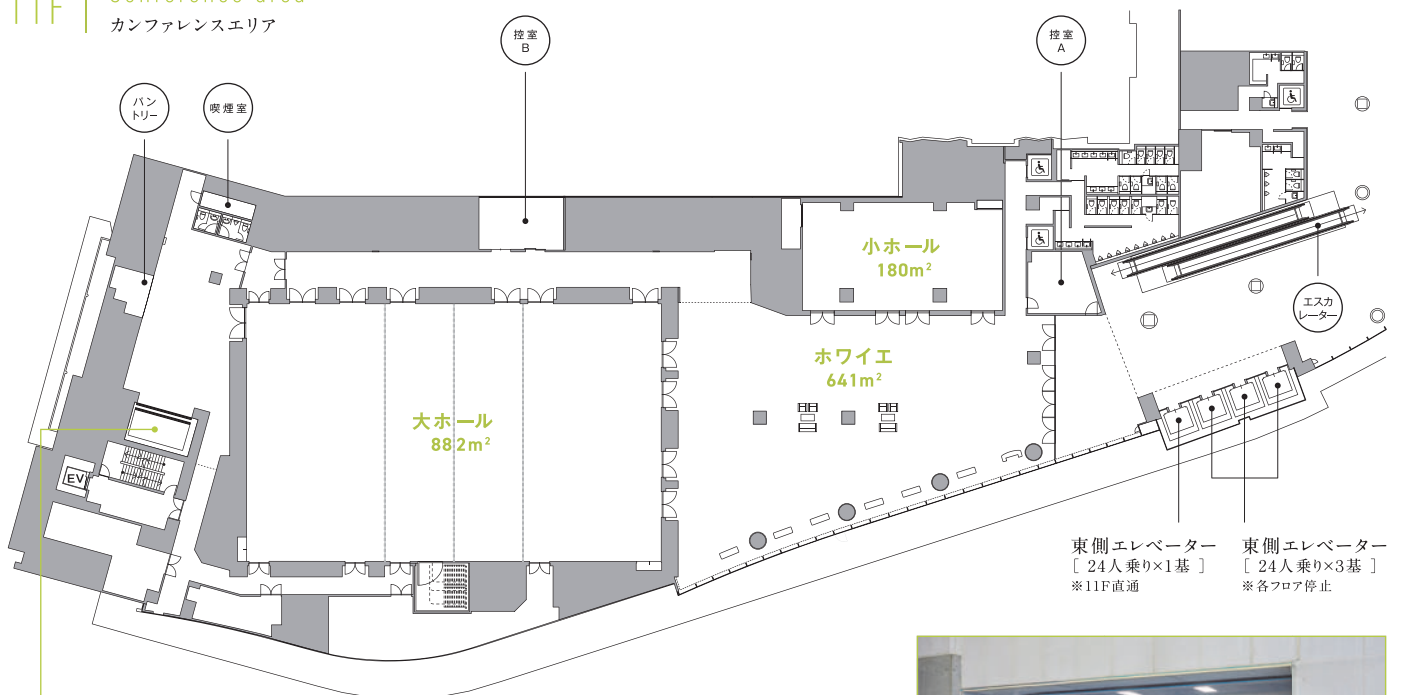 11F
Conference area
カンファレンスエリア
控室
B
控室
A
パン
トリー
喫煙室
小ホール
180m²
エスカ
レーター
ホワイエ
641m²
大ホール
882m²
EV
東側エレベーター
［ 24人乗り×1基 ］
※11F直通
東側エレベーター
［ 24人乗り×3基 ］
※各フロア停止